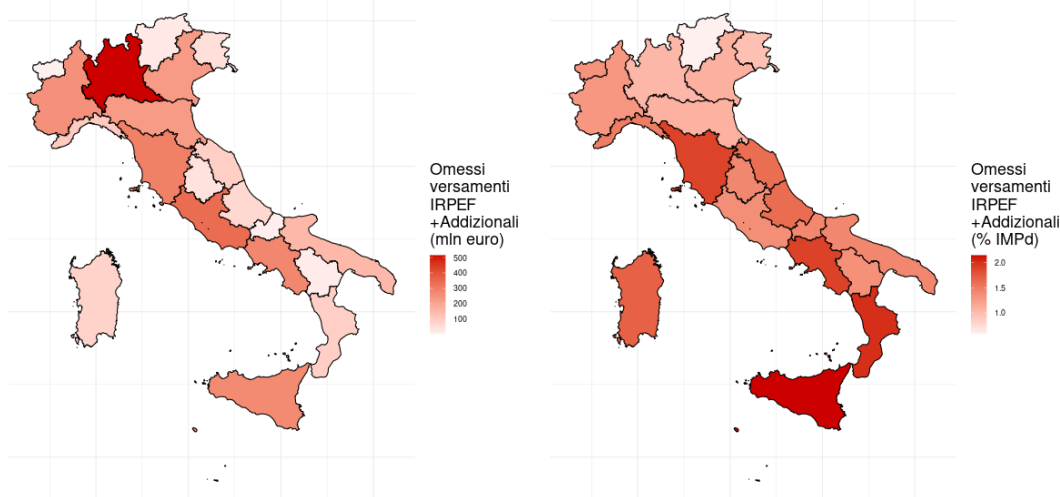 Omessi
versamenti
IRPEF
+Addizionali
(mln euro)
500
400
300
200
100
Omessi
versamenti
IRPEF
+Addizionali
(% IMPd)
2.0
1.5
1.0